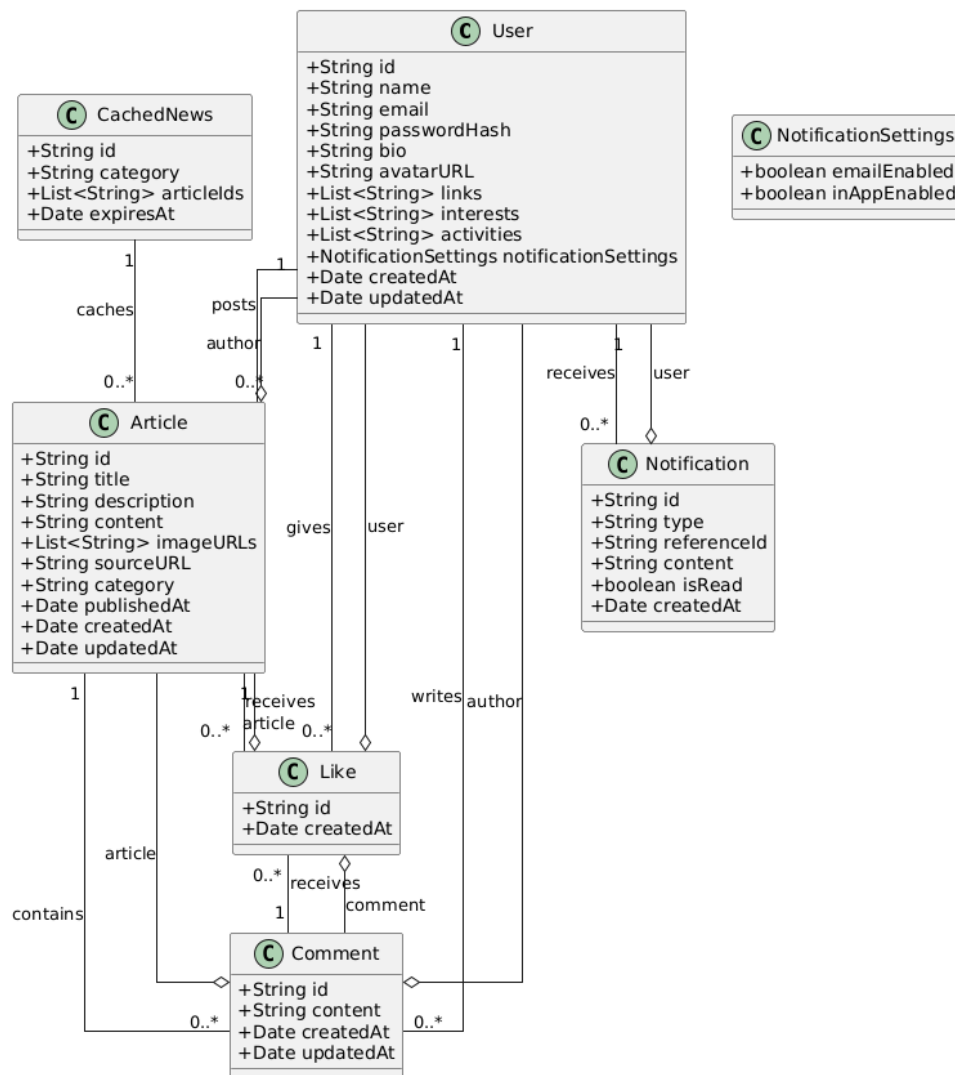 C User
+String id
+String name
+String email
+String passwordHash
+String bio
+String avatarURL
+List<String> links
+List<String> interests
+List<String> activities
+NotificationSettings notificationSettings
+Date createdAt
+Date updatedAt
C CachedNews
+String id
+String category
+List<String> articleIds
+Date expiresAt
C NotificationSettings
+boolean emailEnabled
+boolean inAppEnabled
1
caches
0..*
1
posts
author
0..*
1
gives
0..*
user
1
writes
0..*
author
1
receives
0..*
user
C Article
+String id
+String title
+String description
+String content
+List<String> imageURLs
+String sourceURL
+String category
+Date publishedAt
+Date createdAt
+Date updatedAt
C Notification
+String id
+String type
+String referenceId
+String content
+boolean isRead
+Date createdAt
1
contains
0..*
article
1
receives
0..*
article
C Like
+String id
+Date createdAt
0..*
receives
1
comment
C Comment
+String id
+String content
+Date createdAt
+Date updatedAt